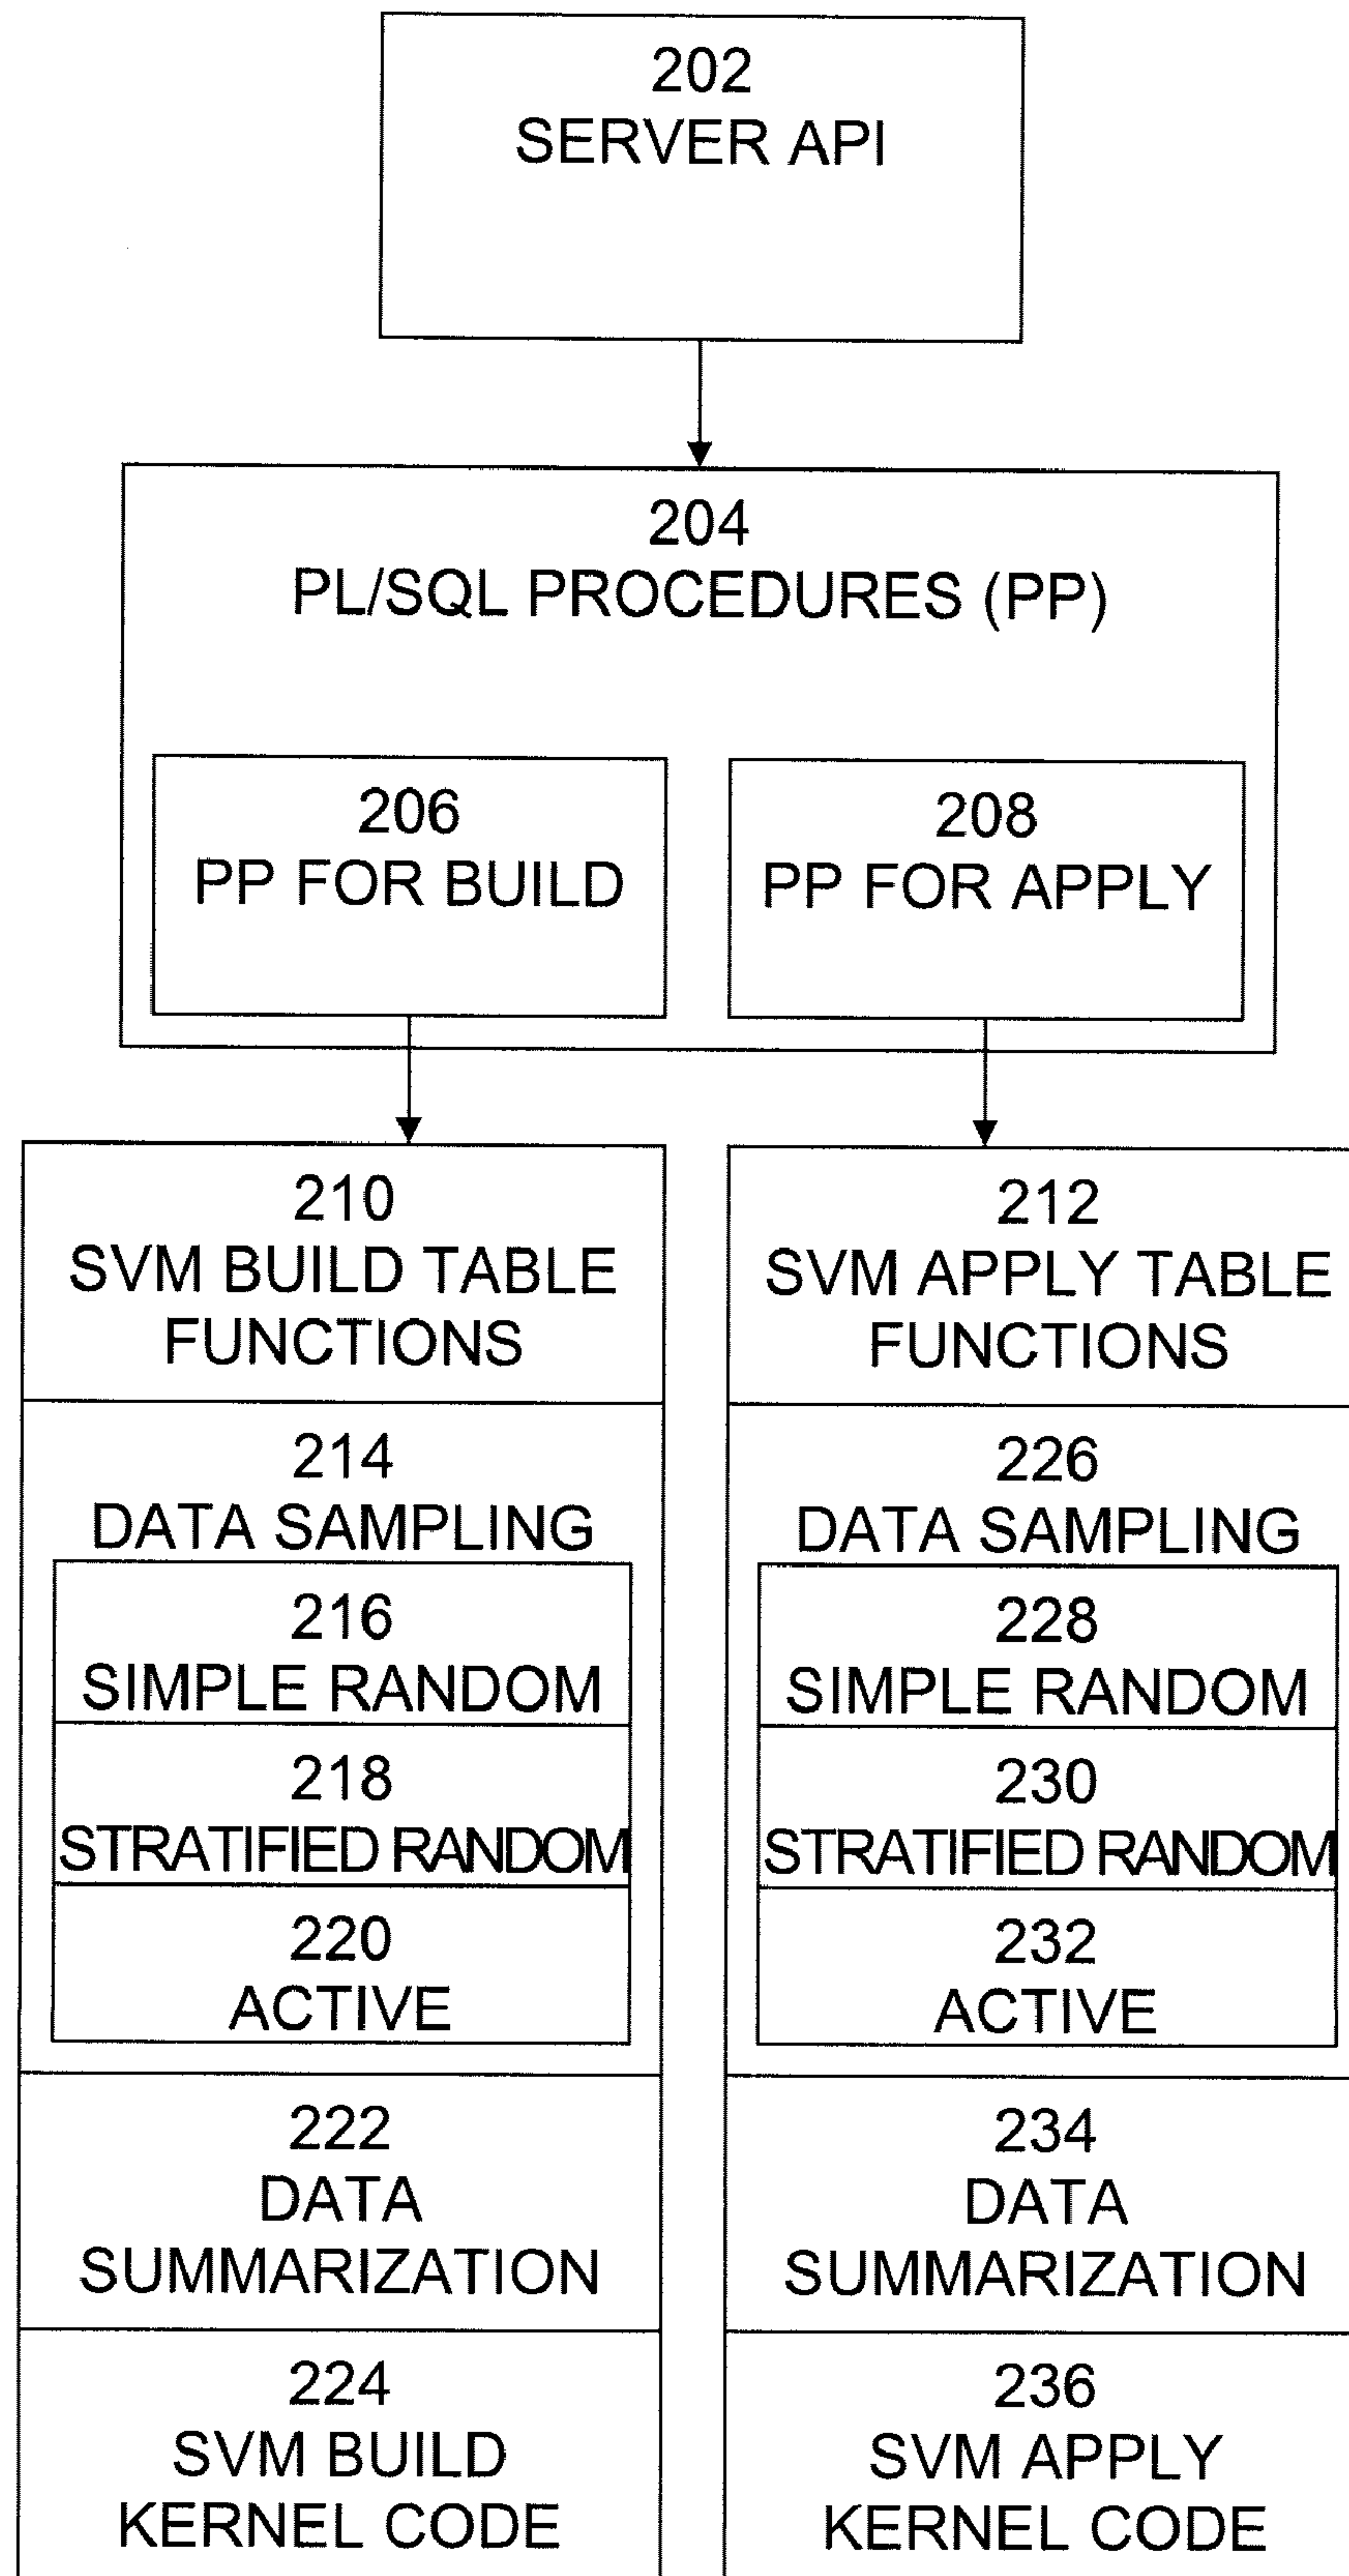 202
SERVER API
204
PL/SQL PROCEDURES (PP)
206
PP FOR BUILD
208
PP FOR APPLY
210
SVM BUILD TABLE
FUNCTIONS
214
DATA SAMPLING
216
SIMPLE RANDOM
218
STRATIFIED RANDOM
220
ACTIVE
222
DATA
SUMMARIZATION
224
SVM BUILD
KERNEL CODE
212
SVM APPLY TABLE
FUNCTIONS
226
DATA SAMPLING
228
SIMPLE RANDOM
230
STRATIFIED RANDOM
232
ACTIVE
234
DATA
SUMMARIZATION
236
SVM APPLY
KERNEL CODE